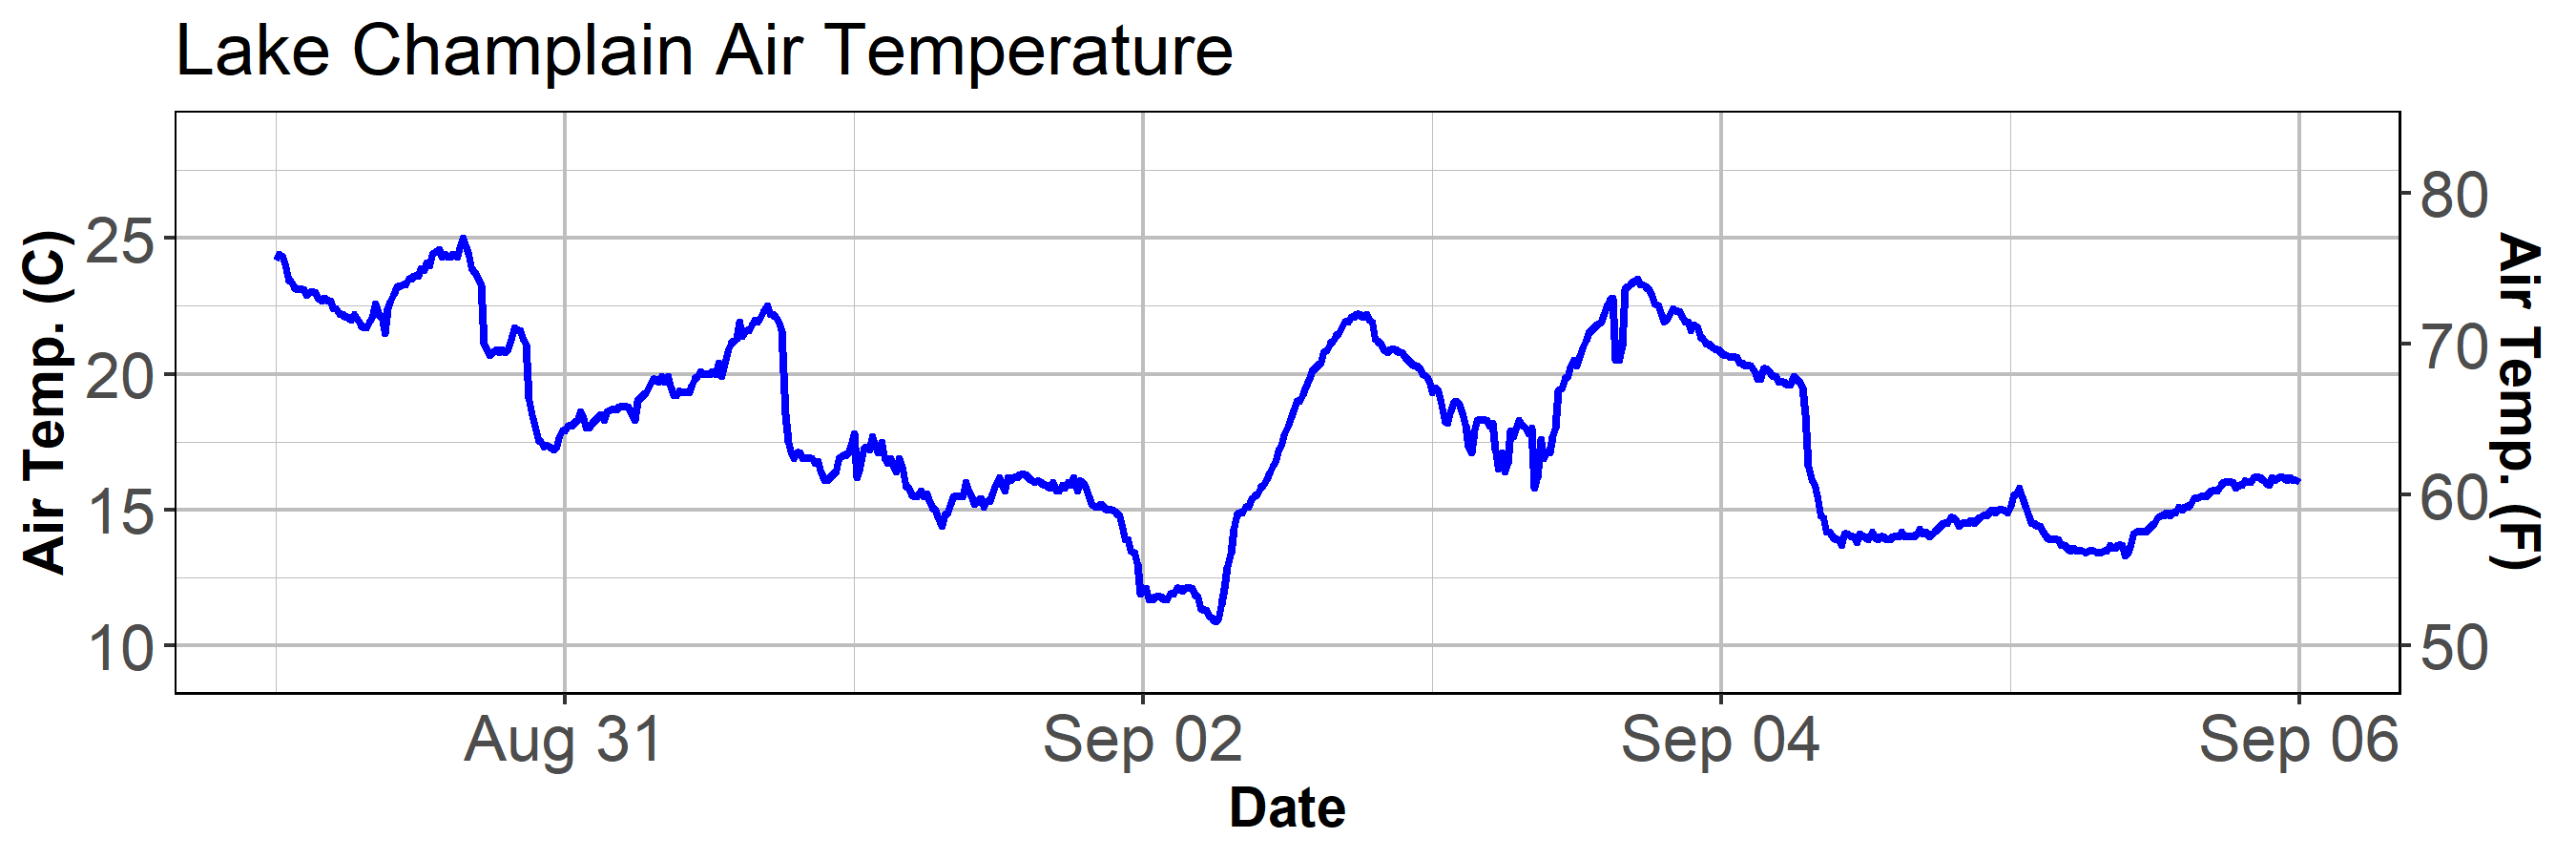 Lake Champlain Air Temperature
Air Temp. (C)
25
20
15
10
80
70
60
50
Air Temp. (F)
Aug 31
Sep 02
Sep 04
Sep 06
Date